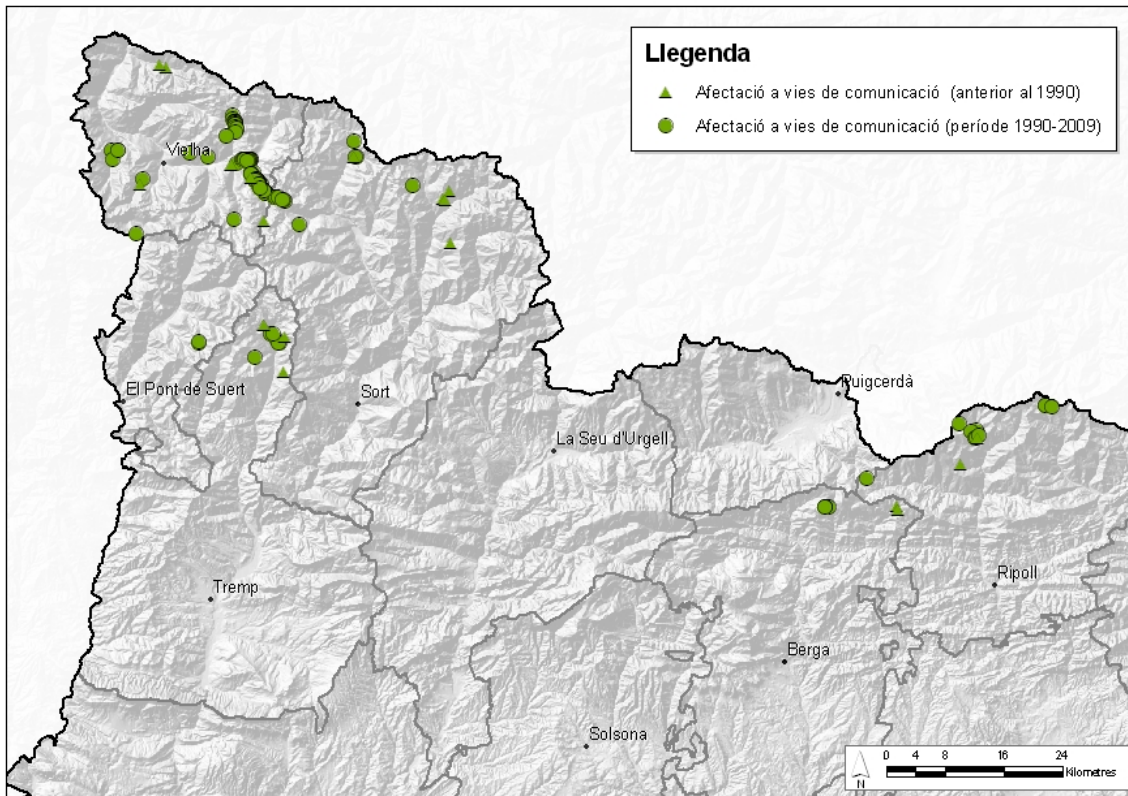 Llegenda
Afectació a vies de comunicació (anterior al 1990)
Afectació a vies de comunicació (període 1990-2009)
Vielha
El Pont de Suert
Sort
La Seu d'Urgell
Puigcerdà
Tremp
Ripoll
Berga
Solsona
0 4 8 16 24
Kilometres
N